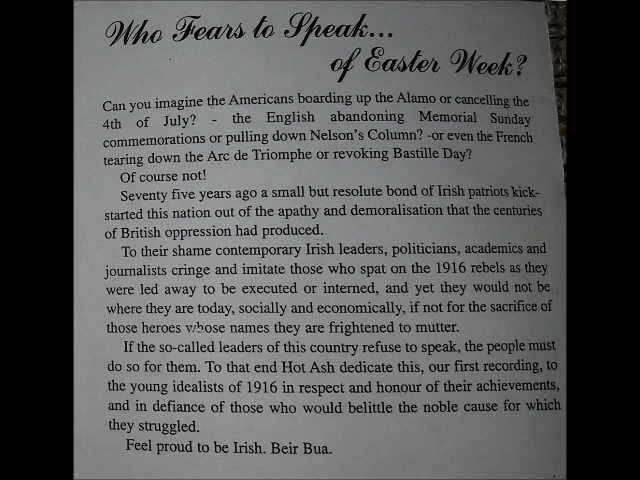 Who Fears to Speak...
of Easter Week?
Can you imagine the Americans boarding up the Alamo or cancelling the
4th of July? - the English abandoning Memorial Sunday
commemorations or pulling down Nelson's Column? -or even the French
tearing down the Arc de Triomphe or revoking Bastille Day?
Of course not!
Seventy five years ago a small but resolute bond of Irish patriots kick-
started this nation out of the apathy and demoralisation that the centuries
of British oppression had produced.
To their shame contemporary Irish leaders, politicians, academics and
journalists cringe and imitate those who spat on the 1916 rebels as they
were led away to be executed or interned, and yet they would not be
where they are today, socially and economically, if not for the sacrifice of
those heroes whose names they are frightened to mutter.
If the so-called leaders of this country refuse to speak, the people must
do so for them. To that end Hot Ash dedicate this, our first recording, to
the young idealists of 1916 in respect and honour of their achievements,
and in defiance of those who would belittle the noble cause for which
they struggled.
Feel proud to be Irish. Beir Bua.